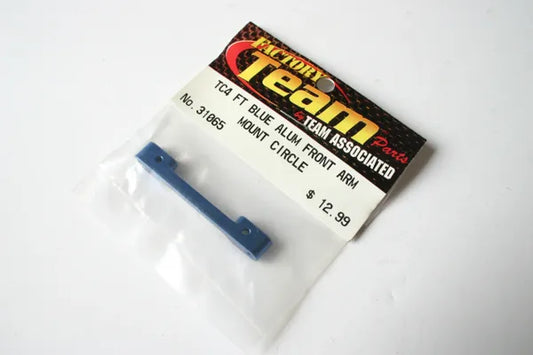 FACTORY
Team
Parts
by TEAM ASSOCIATED
TC4 FT BLUE ALUM FRONT ARM
No. 31065 MOUNT CIRCLE
$ 12.99